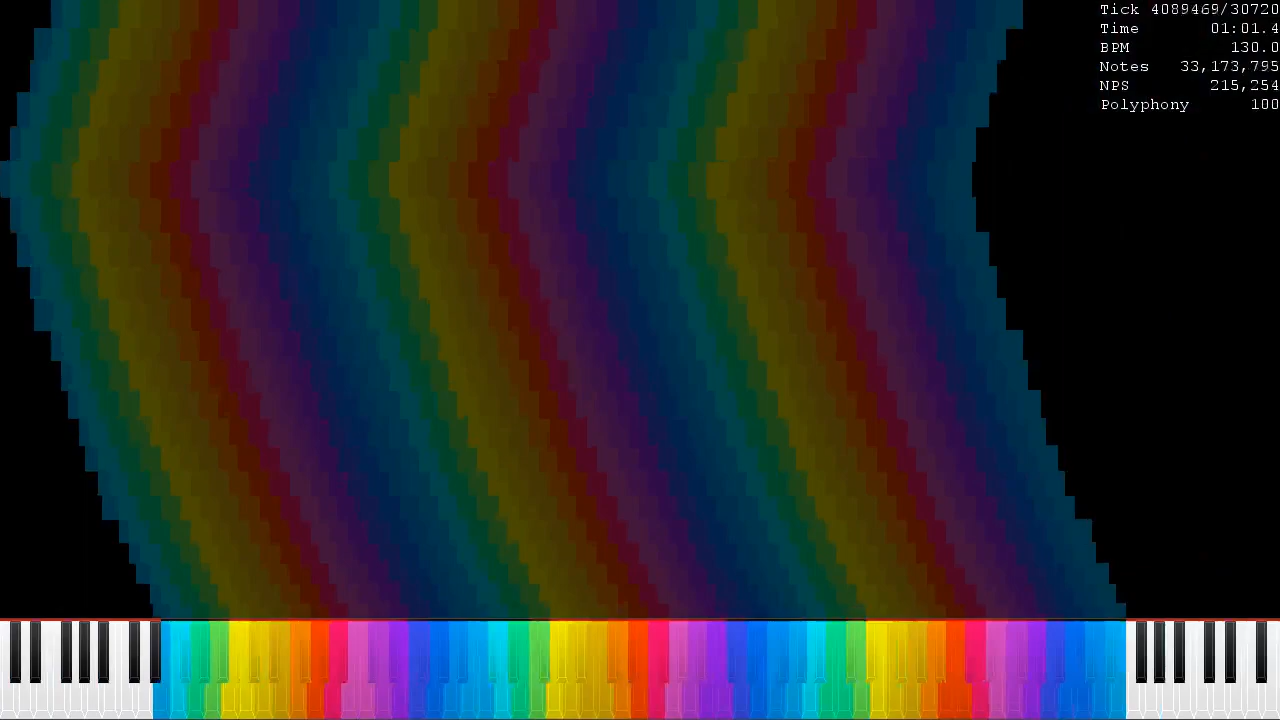 Tick 4089469/30720
Time 01:01.4
BPM 130.0
Notes 33,173,795
NPS 215,254
Polyphony 100